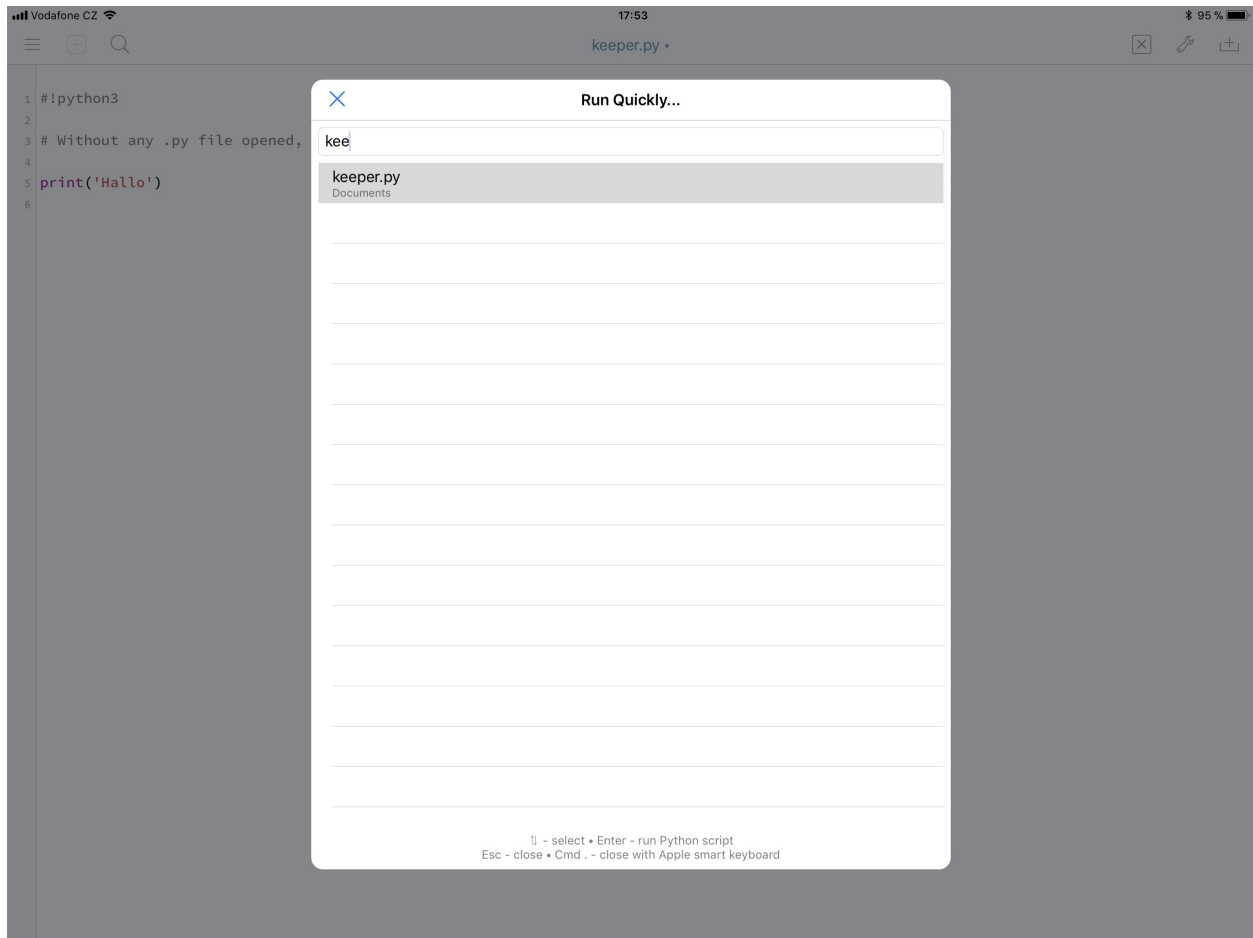 Vodafone CZ 17:53 95 %
keeper.py ▾
Run Quickly...
kee
keeper.py
Documents
1 #!python3
2
3 # Without any .py file opened,
4
5 print('Hallo')
6
⇅ - select • Enter - run Python script
Esc - close • Cmd . - close with Apple smart keyboard